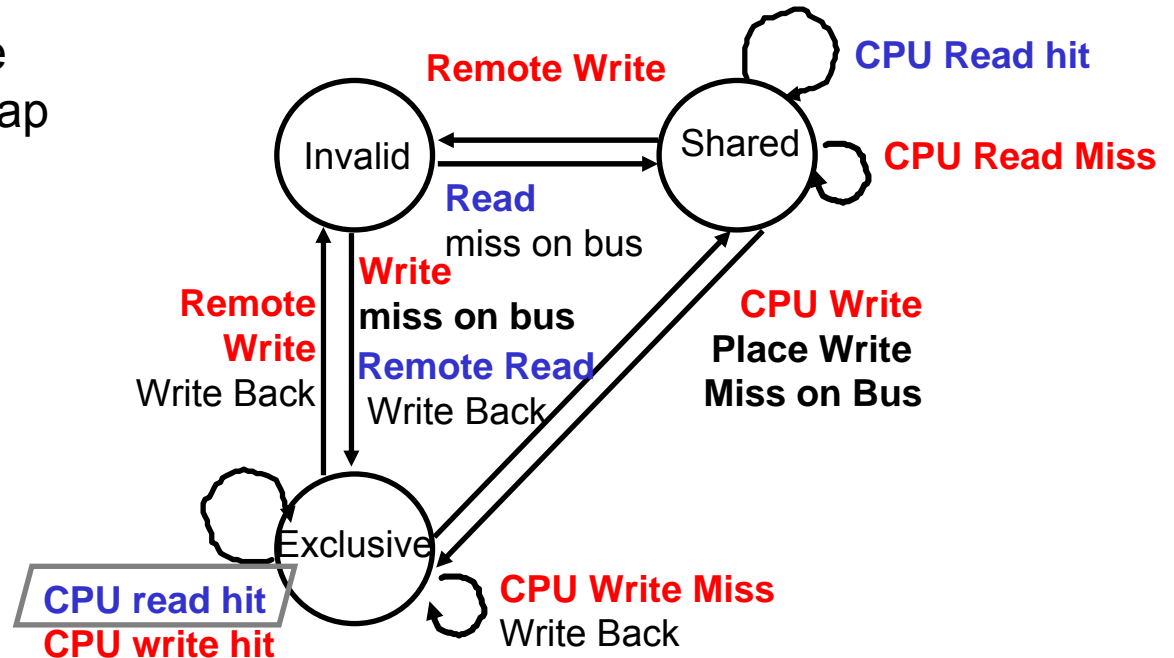 e
ap
Remote Write
CPU Read hit
Invalid
Shared
CPU Read Miss
Read
miss on bus
Write
miss on bus
Remote
Write
Write Back
Remote Read
Write Back
CPU Write
Place Write
Miss on Bus
Exclusive
CPU read hit
CPU write hit
CPU Write Miss
Write Back